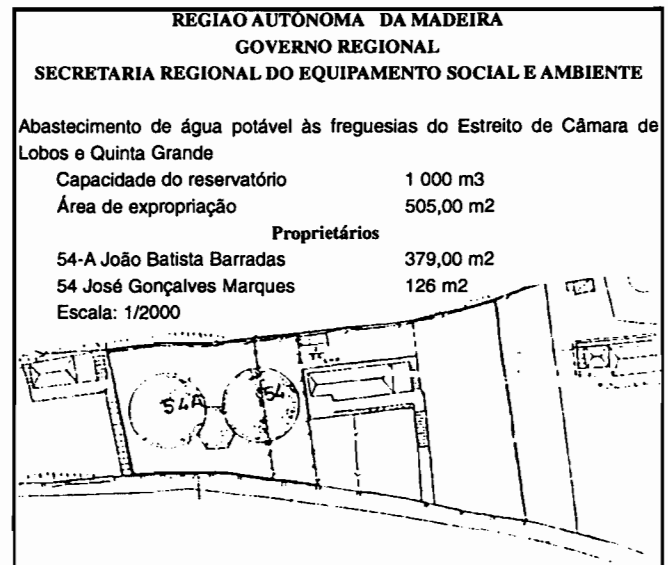 REGIAO AUTÓNOMA DA MADEIRA
GOVERNO REGIONAL
SECRETARIA REGIONAL DO EQUIPAMENTO SOCIAL E AMBIENTE
Abastecimento de água potável às freguesias do Estreito de Câmara de
Lobos e Quinta Grande
Capacidade do reservatório 1 000 m3
Área de expropriação 505,00 m2
Proprietários
54-A João Batista Barradas 379,00 m2
54 José Gonçalves Marques 126 m2
Escala: 1/2000
54A 54